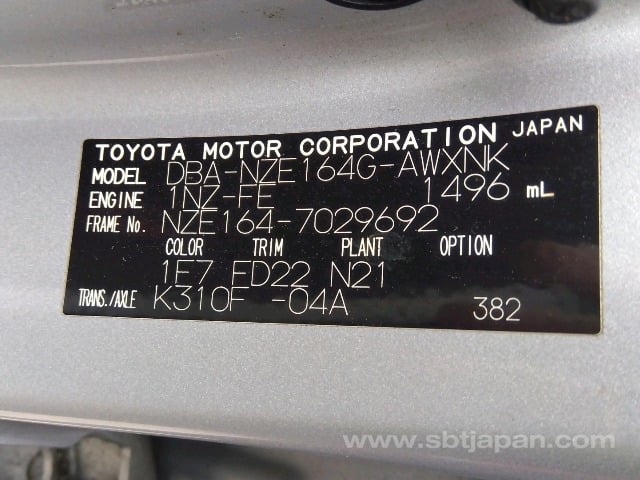 TOYOTA MOTOR CORPORATION JAPAN
MODEL DBA-NZE164G-AWXNK
ENGINE 1NZ-FE 1496 mL
FRAME No. NZE164-7029692
COLOR TRIM PLANT OPTION
1F7 FD22 N21
TRANS./AXLE K310F -04A 382
www.sbtjapan.com